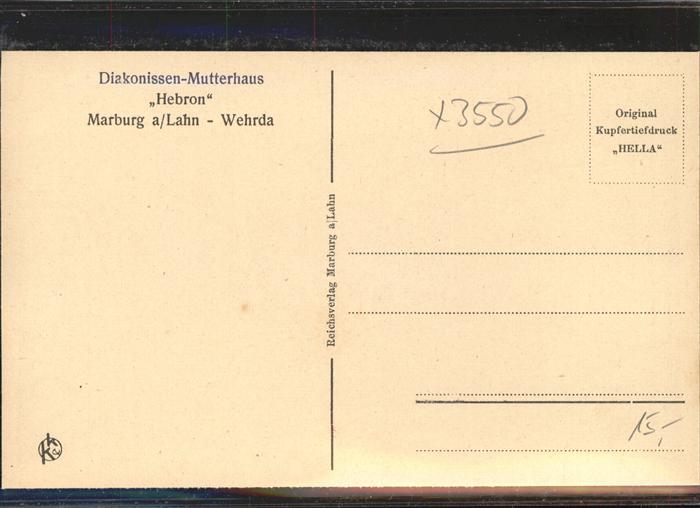 Diakonissen-Mutterhaus
„Hebron“
Marburg a/Lahn - Wehrda
Reichsverlag Marburg a/Lahn
x3550
Original
Kupfertiefdruck
„HELLA“
15,-